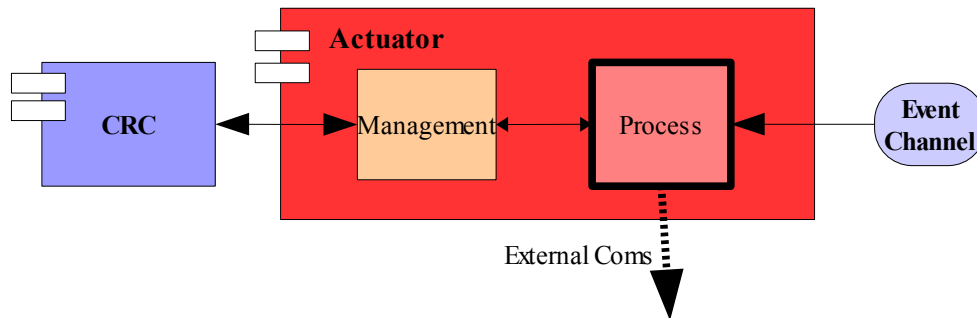 Actuator
CRC
Management
Process
Event
Channel
External Coms